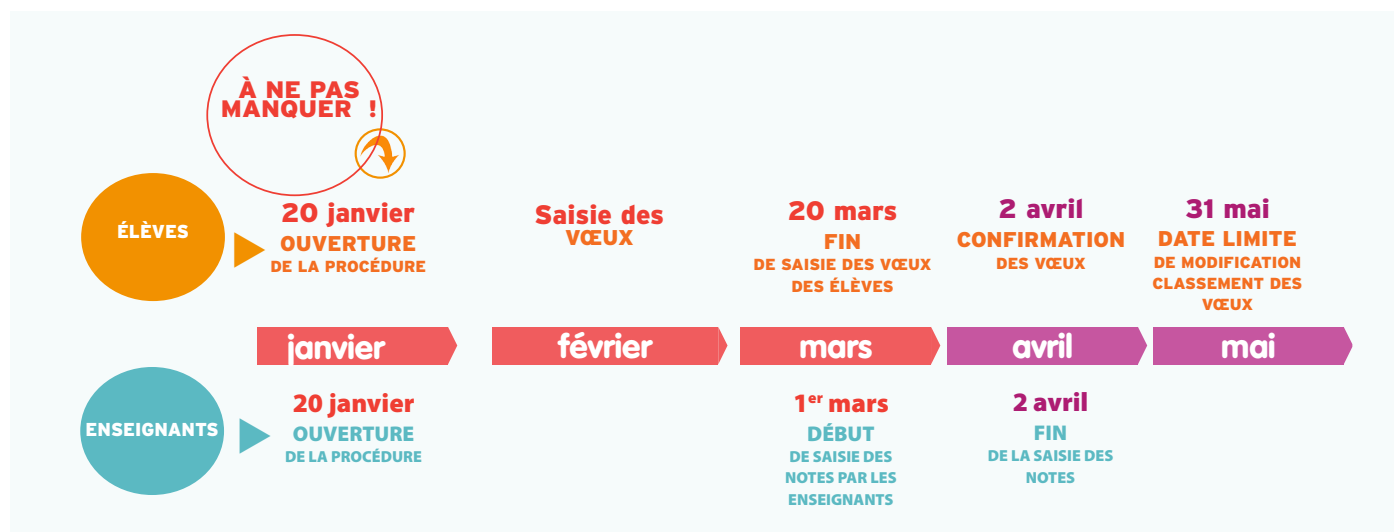 À NE PAS
MANQUER !
ÉLÈVES
20 janvier
OUVERTURE
DE LA PROCÉDURE
Saisie des
VŒUX
20 mars
FIN
DE SAISIE DES VŒUX
DES ÉLÈVES
2 avril
CONFIRMATION
DES VŒUX
31 mai
DATE LIMITE
DE MODIFICATION
CLASSEMENT DES
VŒUX
janvier
février
mars
avril
mai
ENSEIGNANTS
20 janvier
OUVERTURE
DE LA PROCÉDURE
1er mars
DÉBUT
DE SAISIE DES
NOTES PAR LES
ENSEIGNANTS
2 avril
FIN
DE LA SAISIE DES
NOTES